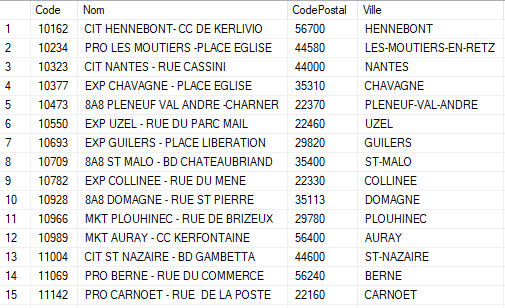 Code Nom CodePostal Ville
1 10162 CIT HENNEBONT- CC DE KERLIVIO 56700 HENNEBONT
2 10234 PRO LES MOUTIERS -PLACE EGLISE 44580 LES-MOUTIERS-EN-RETZ
3 10323 CIT NANTES - RUE CASSINI 44000 NANTES
4 10377 EXP CHAVAGNE - PLACE EGLISE 35310 CHAVAGNE
5 10473 8A8 PLENEUF VAL ANDRE -CHARNER 22370 PLENEUF-VAL-ANDRE
6 10550 EXP UZEL - RUE DU PARC MAIL 22460 UZEL
7 10693 EXP GUILERS - PLACE LIBERATION 29820 GUILERS
8 10709 8A8 ST MALO - BD CHATEAUBRIAND 35400 ST-MALO
9 10782 EXP COLLINEE - RUE DU MENE 22330 COLLINEE
10 10928 8A8 DOMAGNE - RUE ST PIERRE 35113 DOMAGNE
11 10966 MKT PLOUHINEC - RUE DE BRIZEUX 29780 PLOUHINEC
12 10989 MKT AURAY - CC KERFONTAINE 56400 AURAY
13 11004 CIT ST NAZAIRE - BD GAMBETTA 44600 ST-NAZAIRE
14 11069 PRO BERNE - RUE DU COMMERCE 56240 BERNE
15 11142 PRO CARNOET - RUE  DE LA POSTE 22160 CARNOET